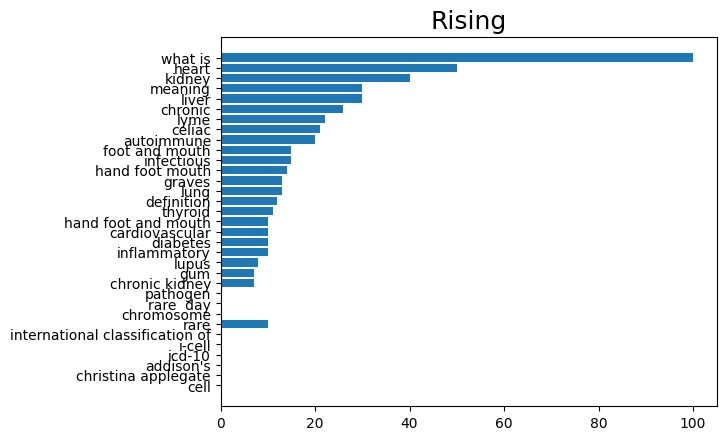 Rising
what is
heart
kidney
meaning
liver
chronic
lyme
celiac
autoimmune
foot and mouth
infectious
hand foot mouth
graves
lung
definition
thyroid
hand foot and mouth
cardiovascular
diabetes
inflammatory
lupus
gum
chronic kidney
pathogen
rare  day
chromosome
rare
international classification of
i-cell
icd-10
addison's
christina applegate
cell
0 20 40 60 80 100